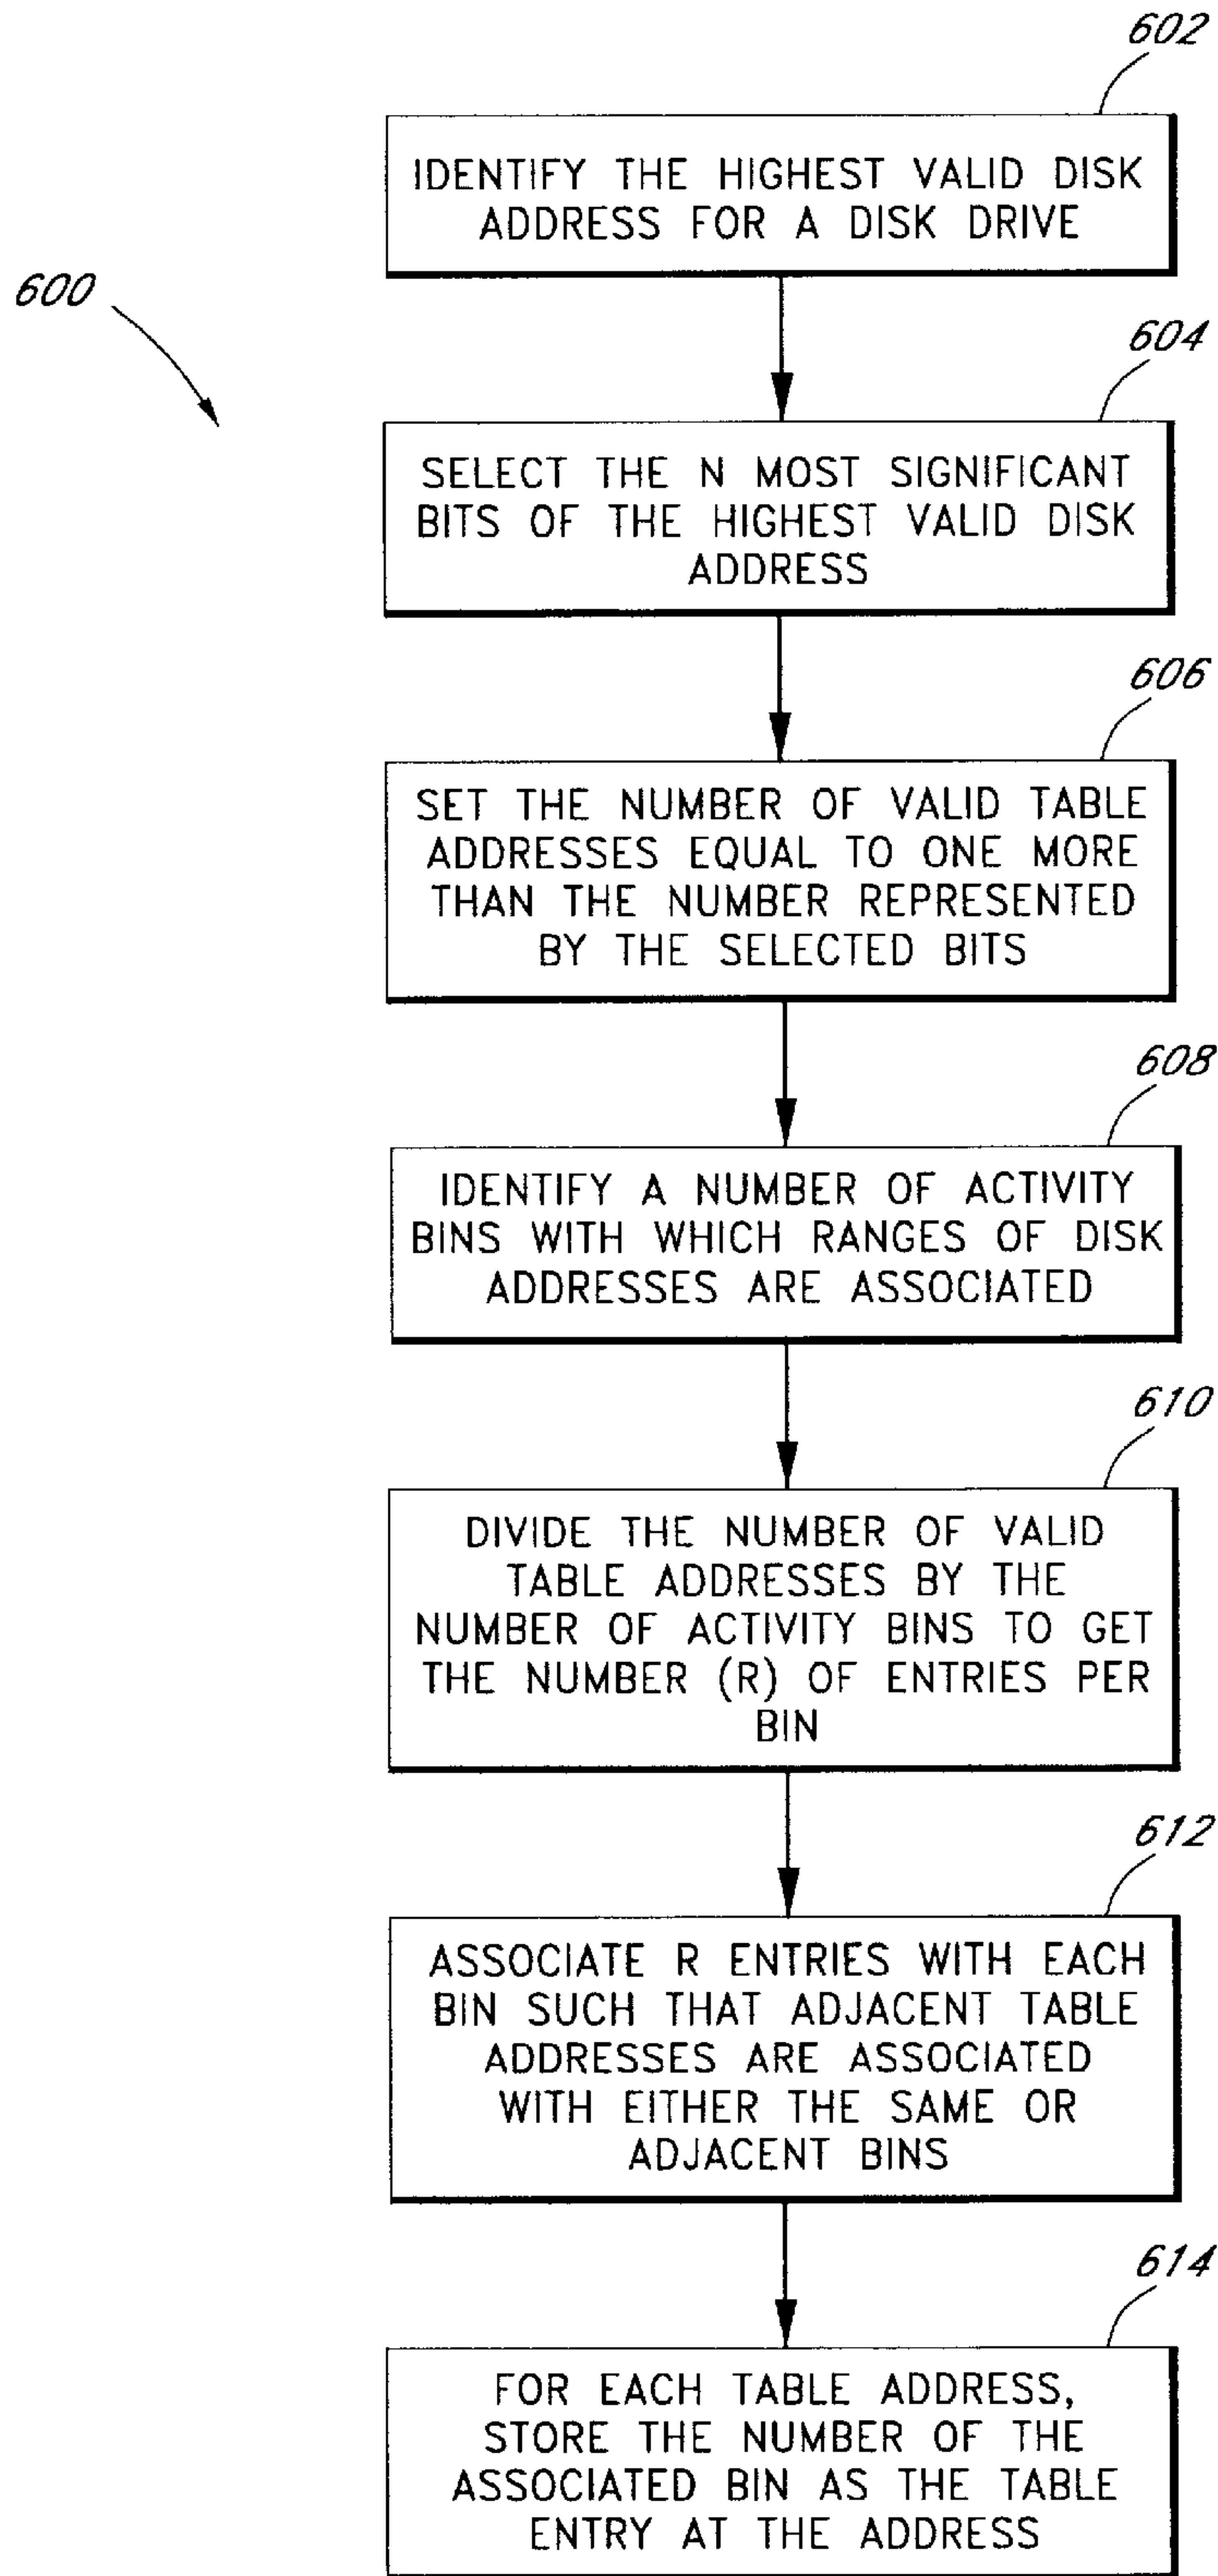 602
IDENTIFY THE HIGHEST VALID DISK
ADDRESS FOR A DISK DRIVE
600
604
SELECT THE N MOST SIGNIFICANT
BITS OF THE HIGHEST VALID DISK
ADDRESS
606
SET THE NUMBER OF VALID TABLE
ADDRESSES EQUAL TO ONE MORE
THAN THE NUMBER REPRESENTED
BY THE SELECTED BITS
608
IDENTIFY A NUMBER OF ACTIVITY
BINS WITH WHICH RANGES OF DISK
ADDRESSES ARE ASSOCIATED
610
DIVIDE THE NUMBER OF VALID
TABLE ADDRESSES BY THE
NUMBER OF ACTIVITY BINS TO GET
THE NUMBER (R) OF ENTRIES PER
BIN
612
ASSOCIATE R ENTRIES WITH EACH
BIN SUCH THAT ADJACENT TABLE
ADDRESSES ARE ASSOCIATED
WITH EITHER THE SAME OR
ADJACENT BINS
614
FOR EACH TABLE ADDRESS,
STORE THE NUMBER OF THE
ASSOCIATED BIN AS THE TABLE
ENTRY AT THE ADDRESS